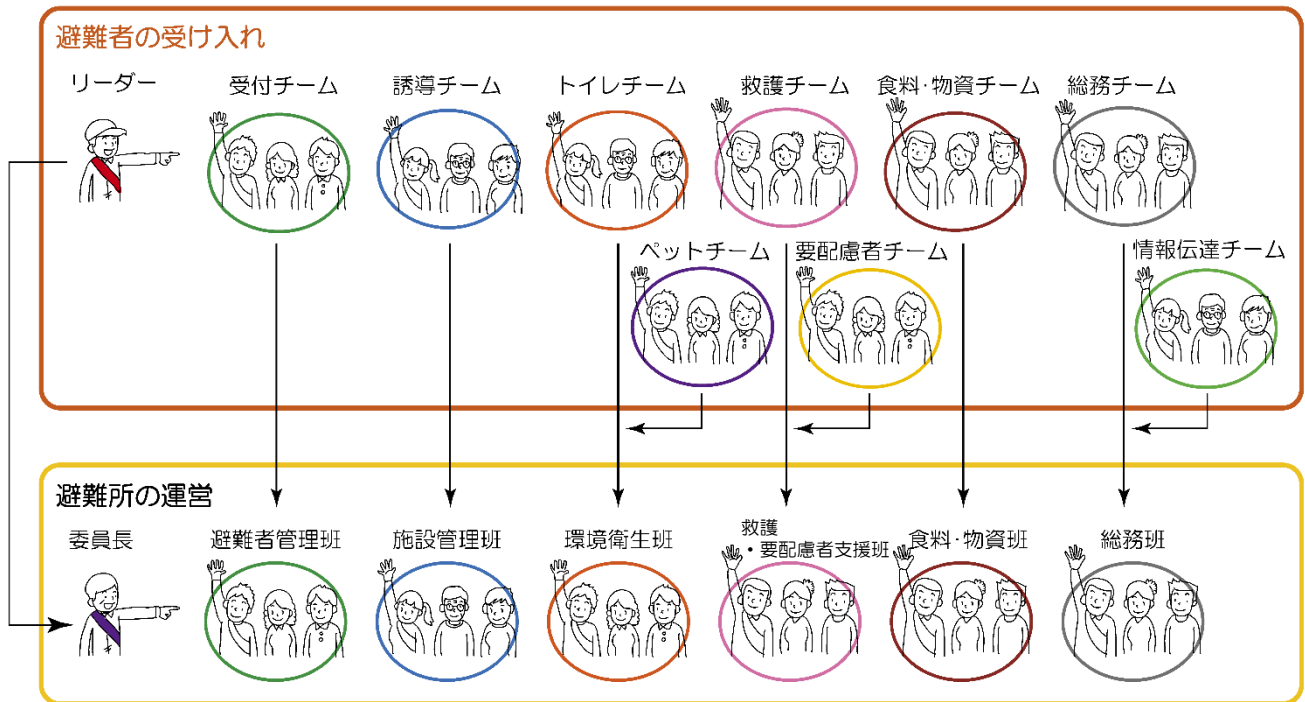 避難者の受け入れ
リーダー
受付チーム
誘導チーム
トイレチーム
救護チーム
食料・物資チーム
総務チーム
ペットチーム
要配慮者チーム
情報伝達チーム
避難所の運営
委員長
避難者管理班
施設管理班
環境衛生班
救護
・要配慮者支援班
食料・物資班
総務班